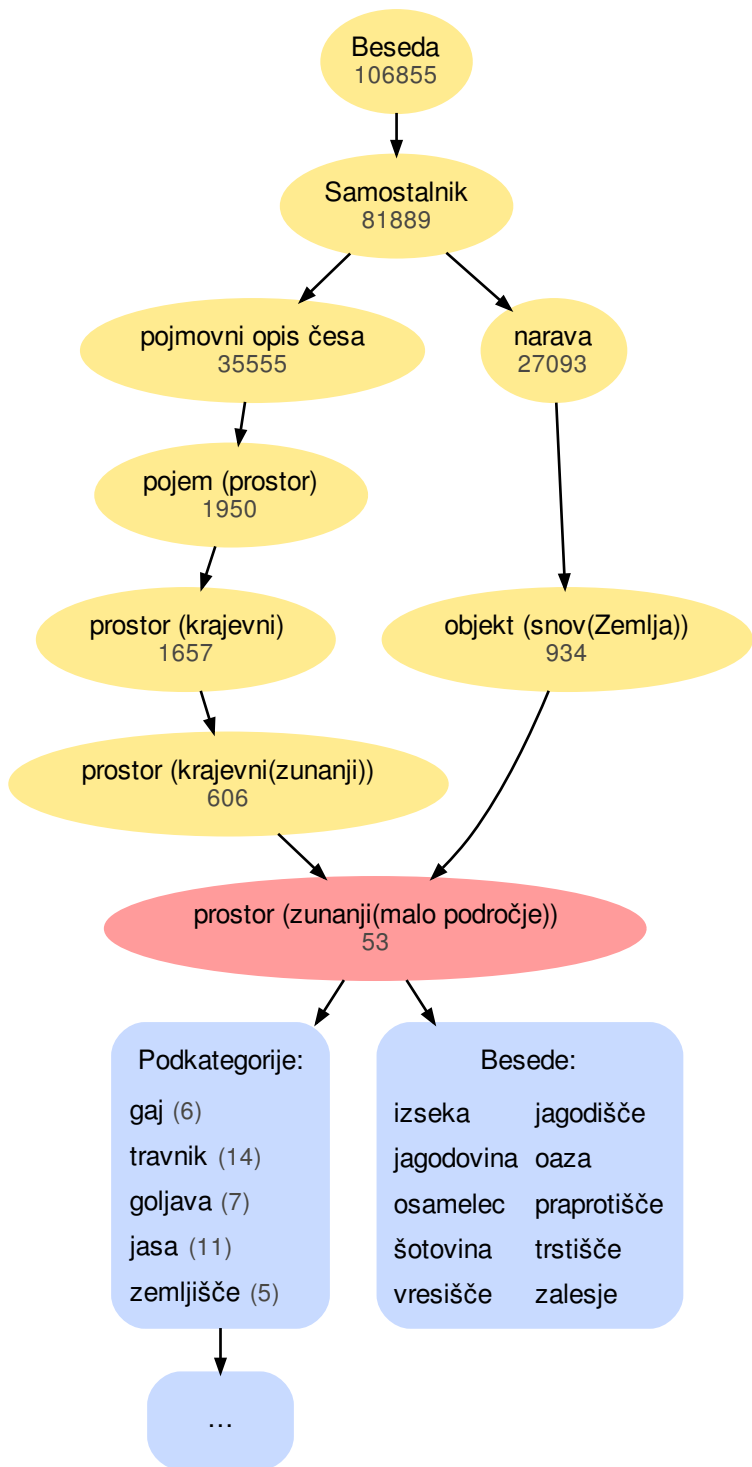 Beseda
106855
Samostalnik
81889
pojmovni opis česa
35555
narava
27093
pojem (prostor)
1950
prostor (krajevni)
1657
objekt (snov(Zemlja))
934
prostor (krajevni(zunanji))
606
prostor (zunanji(malo področje))
53
Podkategorije:
gaj (6)
travnik (14)
goljava (7)
jasa (11)
zemljišče (5)
...
Besede:
izseka jagodišče
jagodovina oaza
osamelec praprotišče
šotovina trstišče
vresišče zalesje